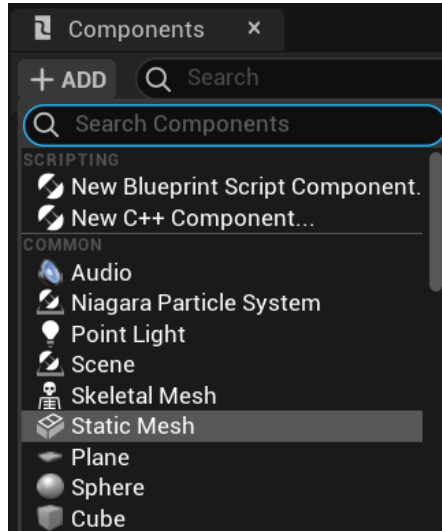 Components ×
+ ADD Search
Search Components
SCRIPTING
New Blueprint Script Component.
New C++ Component...
COMMON
Audio
Niagara Particle System
Point Light
Scene
Skeletal Mesh
Static Mesh
Plane
Sphere
Cube